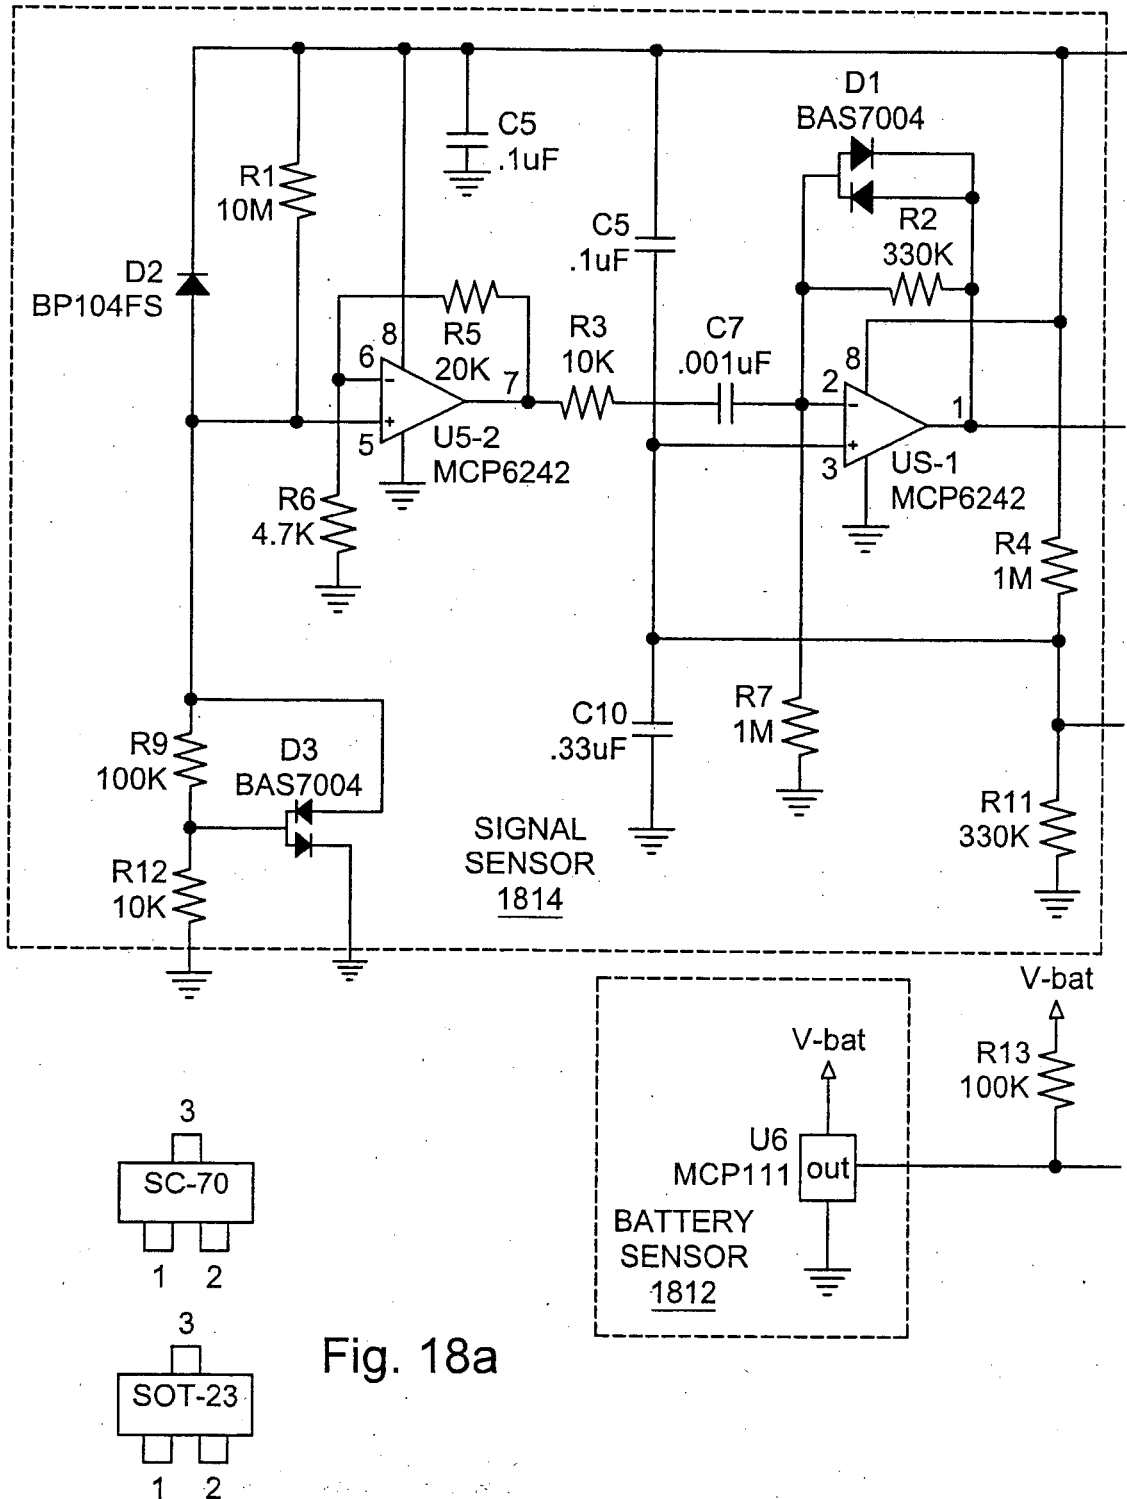 D1
BAS7004
C5
.1uF
R1
10M
C5
.1uF
R2
330K
D2
BP104FS
8
R5
20K
6
-
+
5
7
U5-2
MCP6242
R3
10K
C7
.001uF
8
2
-
+
3
1
US-1
MCP6242
R6
4.7K
R4
1M
R7
1M
C10
.33uF
R9
100K
D3
BAS7004
R11
330K
SIGNAL
SENSOR
1814
R12
10K
V-bat
V-bat
R13
100K
U6
MCP111
out
BATTERY
SENSOR
1812
3
SC-70
1 2
3
SOT-23
1 2
Fig. 18a